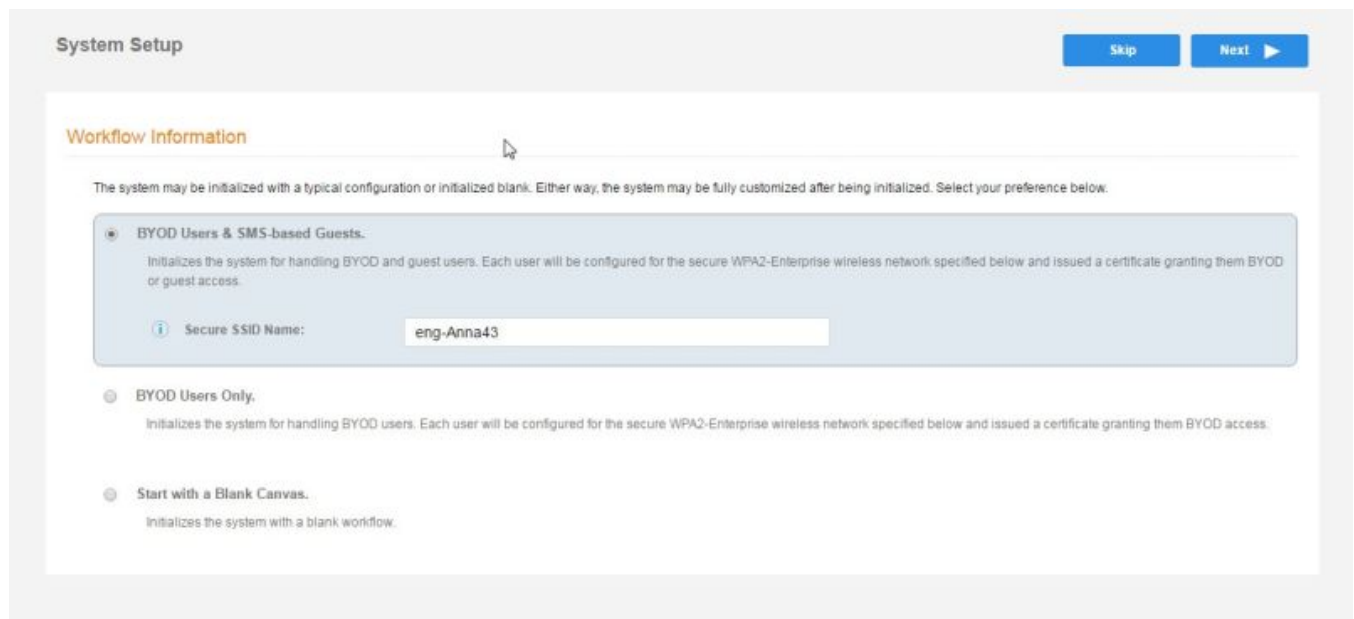 System Setup
Skip
Next
Workflow Information
The system may be initialized with a typical configuration or initialized blank. Either way, the system may be fully customized after being initialized. Select your preference below.
BYOD Users & SMS-based Guests.
Initializes the system for handling BYOD and guest users. Each user will be configured for the secure WPA2-Enterprise wireless network specified below and issued a certificate granting them BYOD
or guest access.
Secure SSID Name:
eng-Anna43
BYOD Users Only.
Initializes the system for handling BYOD users. Each user will be configured for the secure WPA2-Enterprise wireless network specified below and issued a certificate granting them BYOD access.
Start with a Blank Canvas.
Initializes the system with a blank workflow.